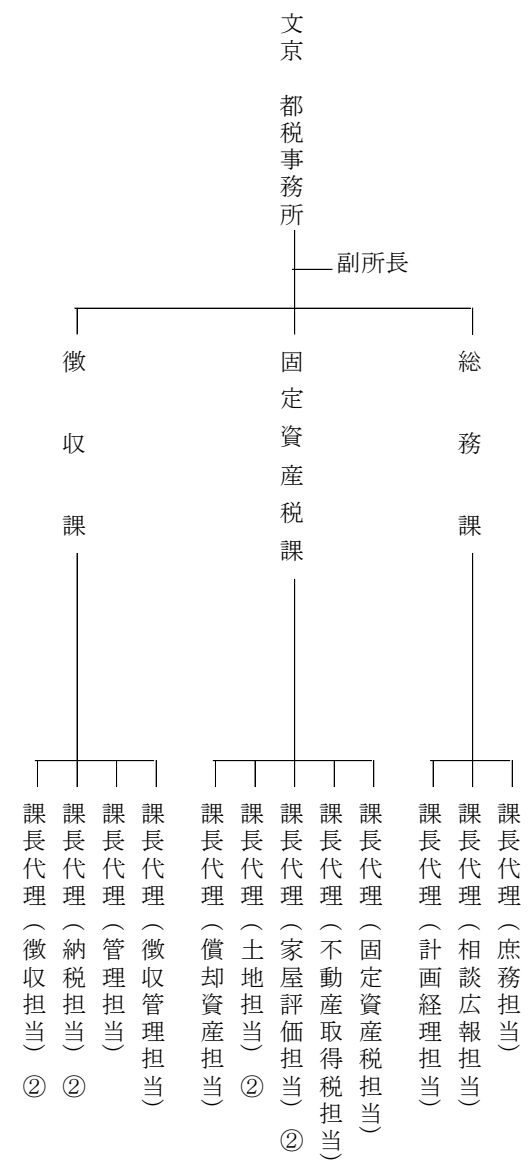 文京 都税事務所
副所長
総務課
課長代理（庶務担当）
課長代理（相談広報担当）
課長代理（計画経理担当）
固定資産税課
課長代理（固定資産税担当）
課長代理（不動産取得税担当）
課長代理（家屋評価担当）②
課長代理（土地担当）②
課長代理（償却資産担当）
徴収課
課長代理（徴収管理担当）
課長代理（管理担当）
課長代理（納税担当）②
課長代理（徴収担当）②